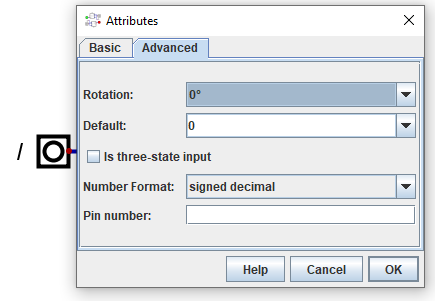 Attributes
Basic
Advanced
Rotation:
0°
Default:
0
Is three-state input
Number Format:
signed decimal
Pin number:
/
Help
Cancel
OK